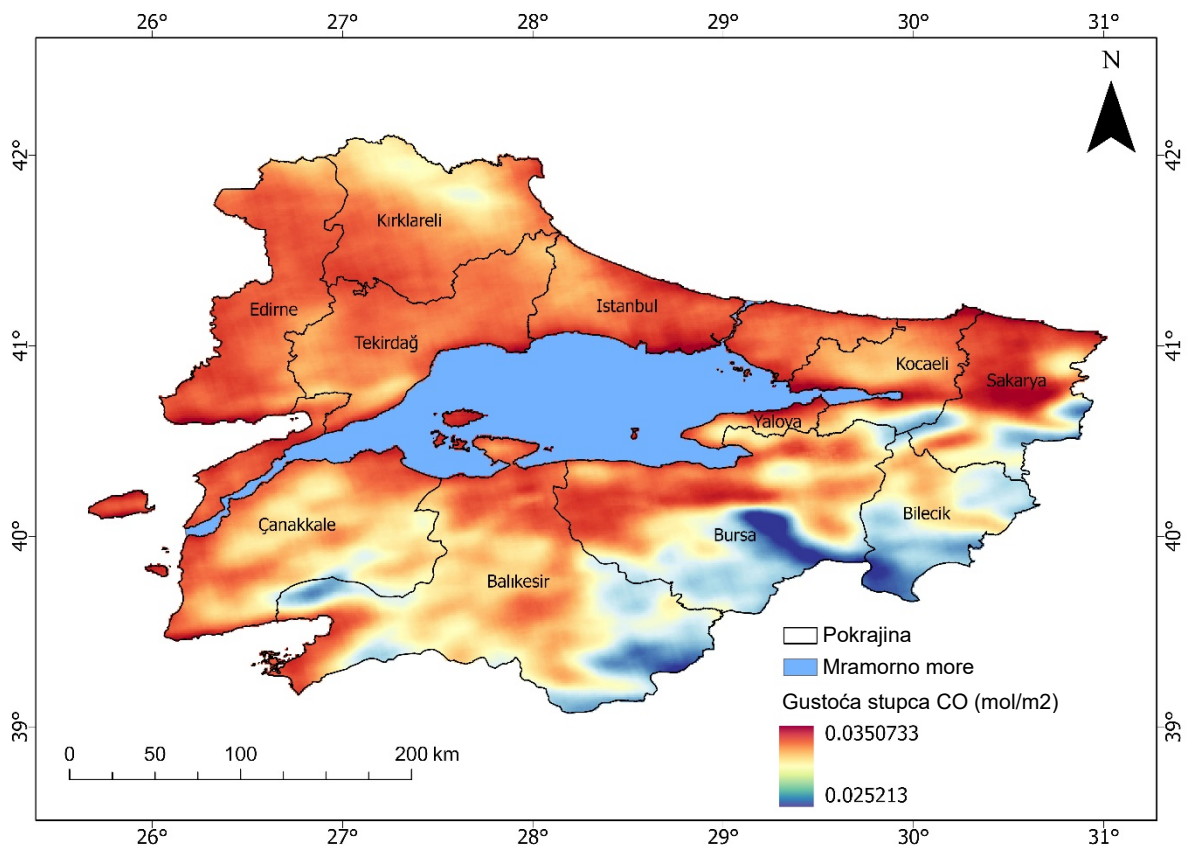 26° 27° 28° 29° 30° 31°
N
42° 42°
Kırklareli
Edirne
Istanbul
Tekirdağ
41° 41°
Kocaeli
Sakarya
Yalova
Çanakkale
Bilecik
40° 40°
Bursa
Balıkesir
Pokrajina
Mramorno more
Gustoća stupca CO (mol/m2)
39° 39°
0.0350733
0 50 100 200 km
0.025213
26° 27° 28° 29° 30° 31°